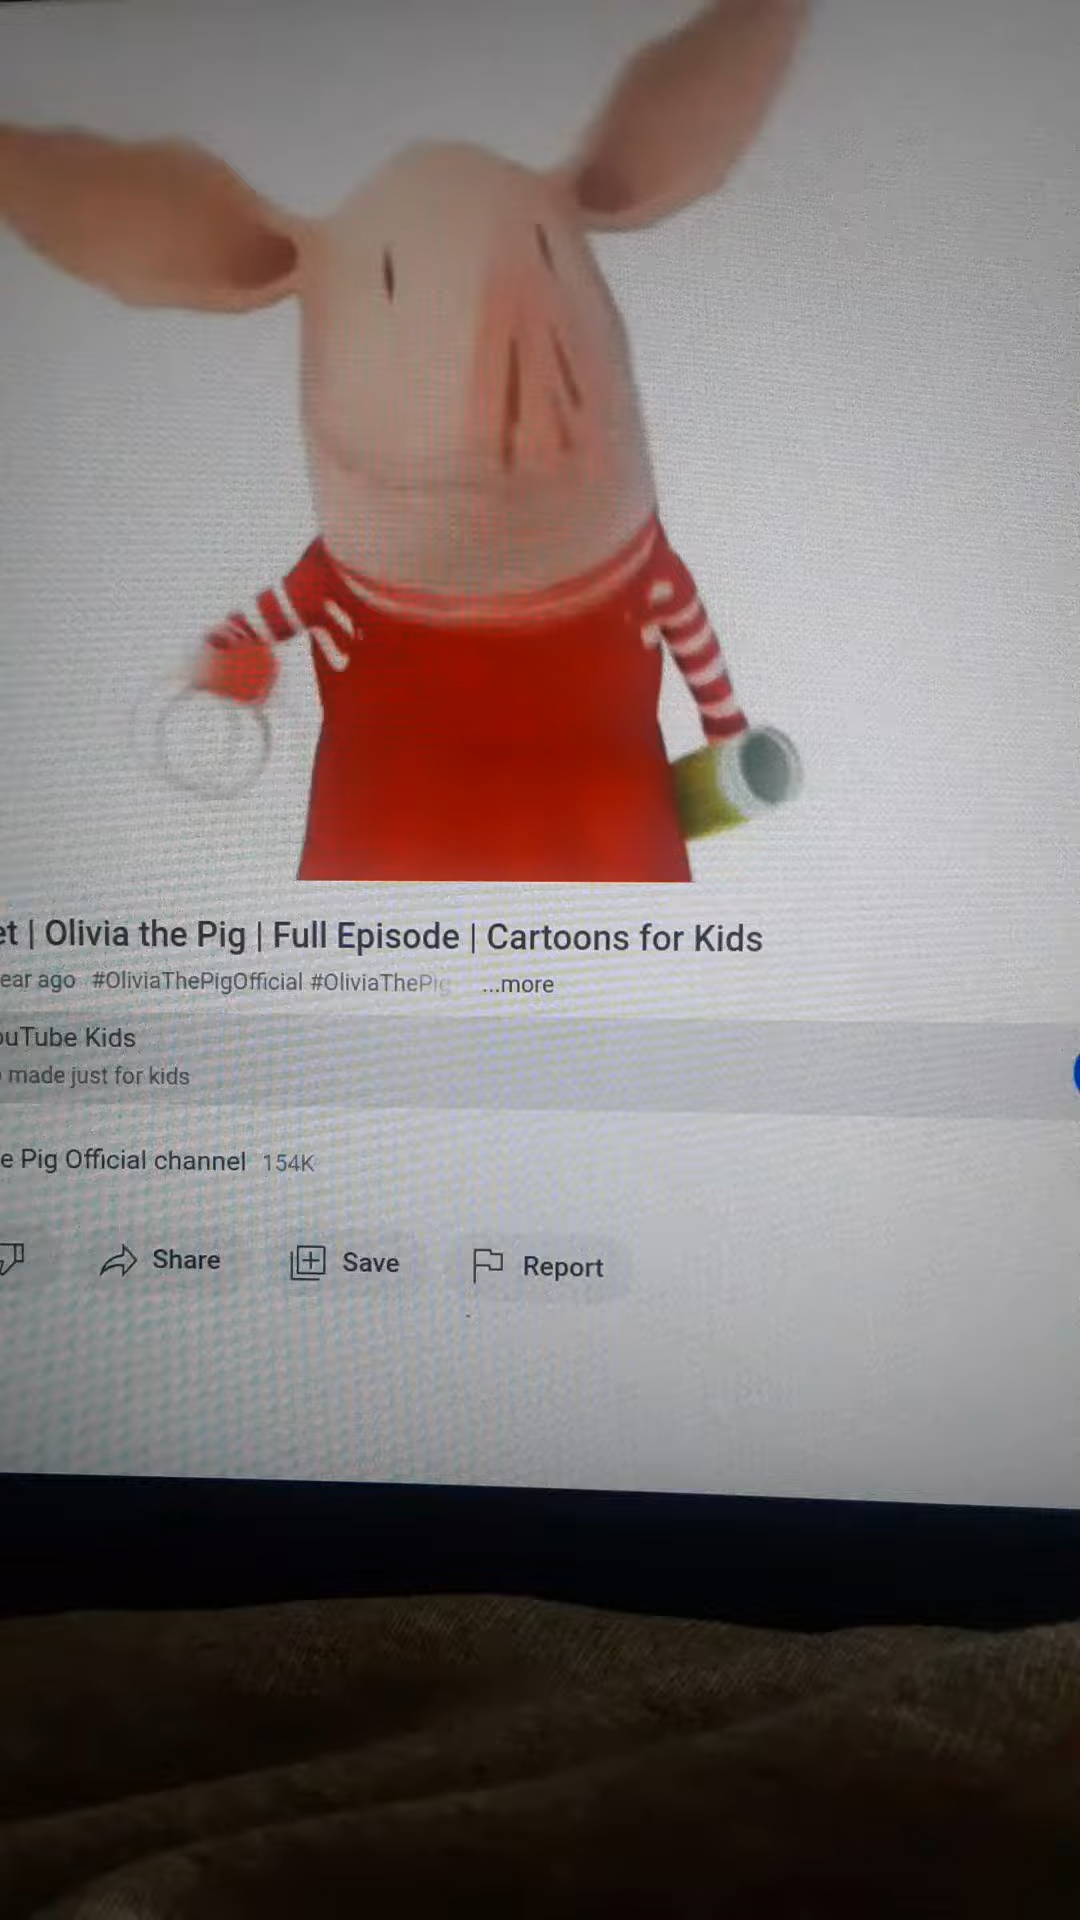 et | Olivia the Pig | Full Episode | Cartoons for Kids
ear ago #OliviaThePigOfficial #OliviaThePig ...more
ouTube Kids
made just for kids
e Pig Official channel 154K
Share Save Report